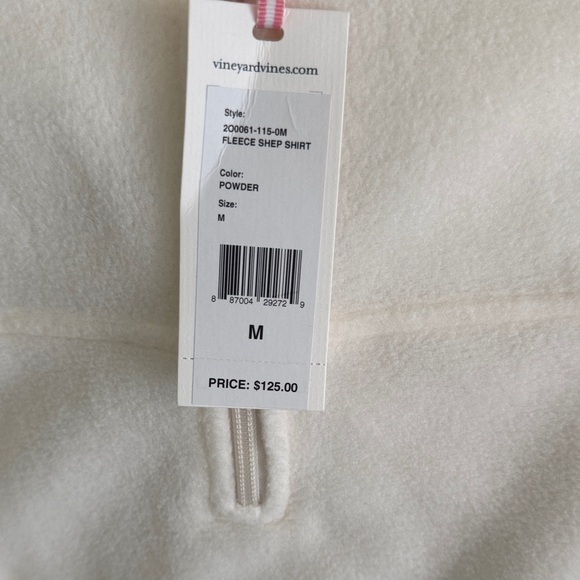 vineyardvines.com
Style:
2O0061-115-0M
FLEECE SHEP SHIRT
Color:
POWDER
Size:
M
8 87004 29272 9
M
PRICE: $125.00